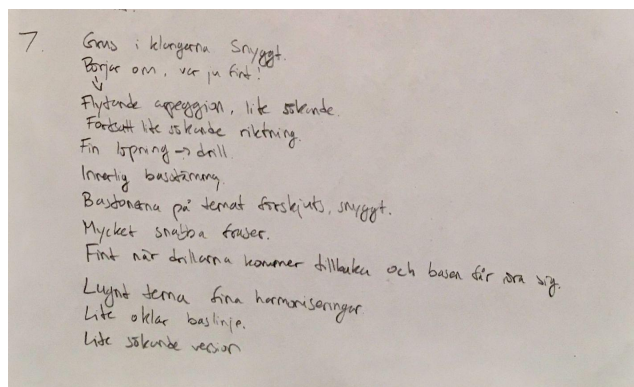 7. Grus i klangerna Snyggt.
Börjar om, var ju fint!
↓
Flytande arpeggion, lite sökande.
Fortsatt lite sökande riktning.
Fin löpning → drill.
Innerlig basstämning
Bastonerna på temat förskjuts, snyggt.
Mycket snabba fraser.
Fint när drillarna kommer tillbaka och basen får röra sig.
Lugnt tema fina harmoniseringar
Lite oklar baslinje.
Lite sökande version